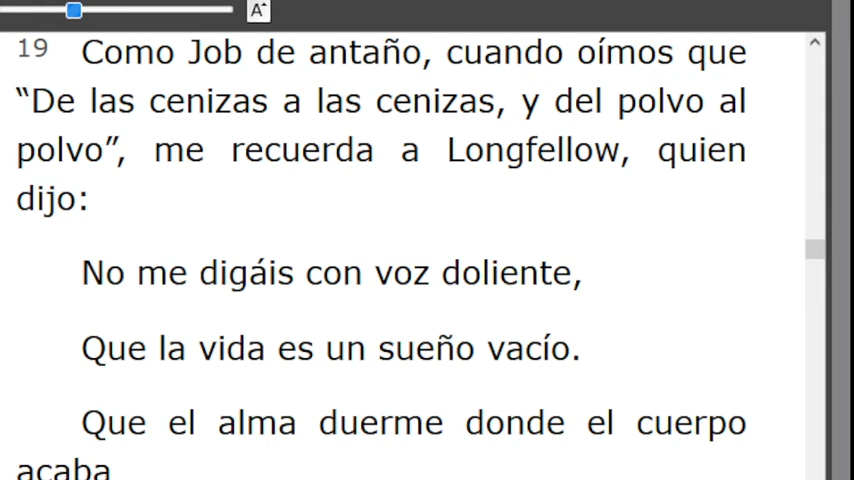 A
19 Como Job de antaño, cuando oímos que
“De las cenizas a las cenizas, y del polvo al
polvo”, me recuerda a Longfellow, quien
dijo:
No me digáis con voz doliente,
Que la vida es un sueño vacío.
Que el alma duerme donde el cuerpo
acaba